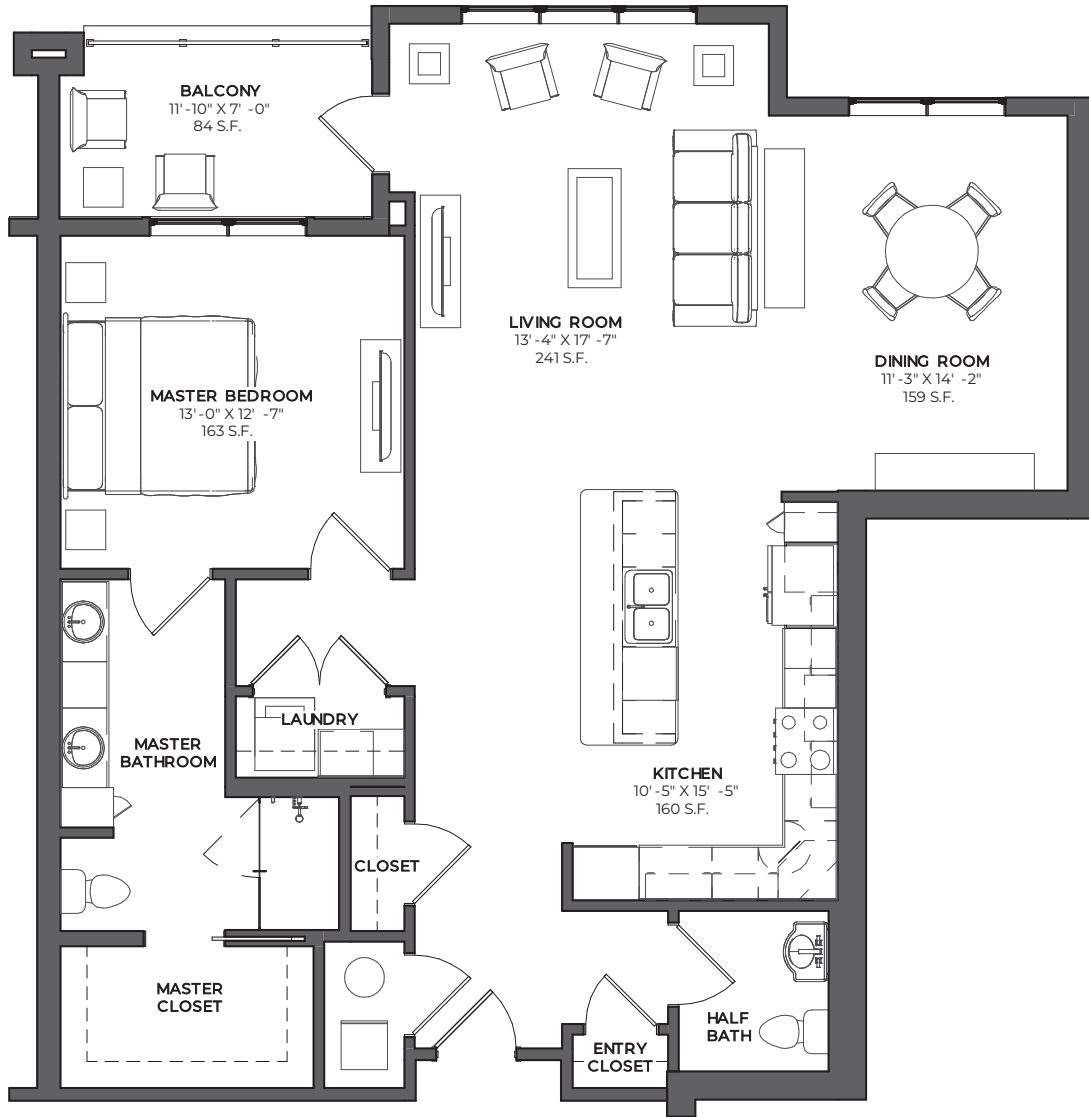 BALCONY
11'-10" X 7' -0"
84 S.F.
LIVING ROOM
13'-4" X 17' -7"
241 S.F.
DINING ROOM
11'-3" X 14' -2"
159 S.F.
MASTER BEDROOM
13'-0" X 12' -7"
163 S.F.
LAUNDRY
MASTER
BATHROOM
KITCHEN
10'-5" X 15' -5"
160 S.F.
CLOSET
MASTER
CLOSET
HALF
BATH
ENTRY
CLOSET